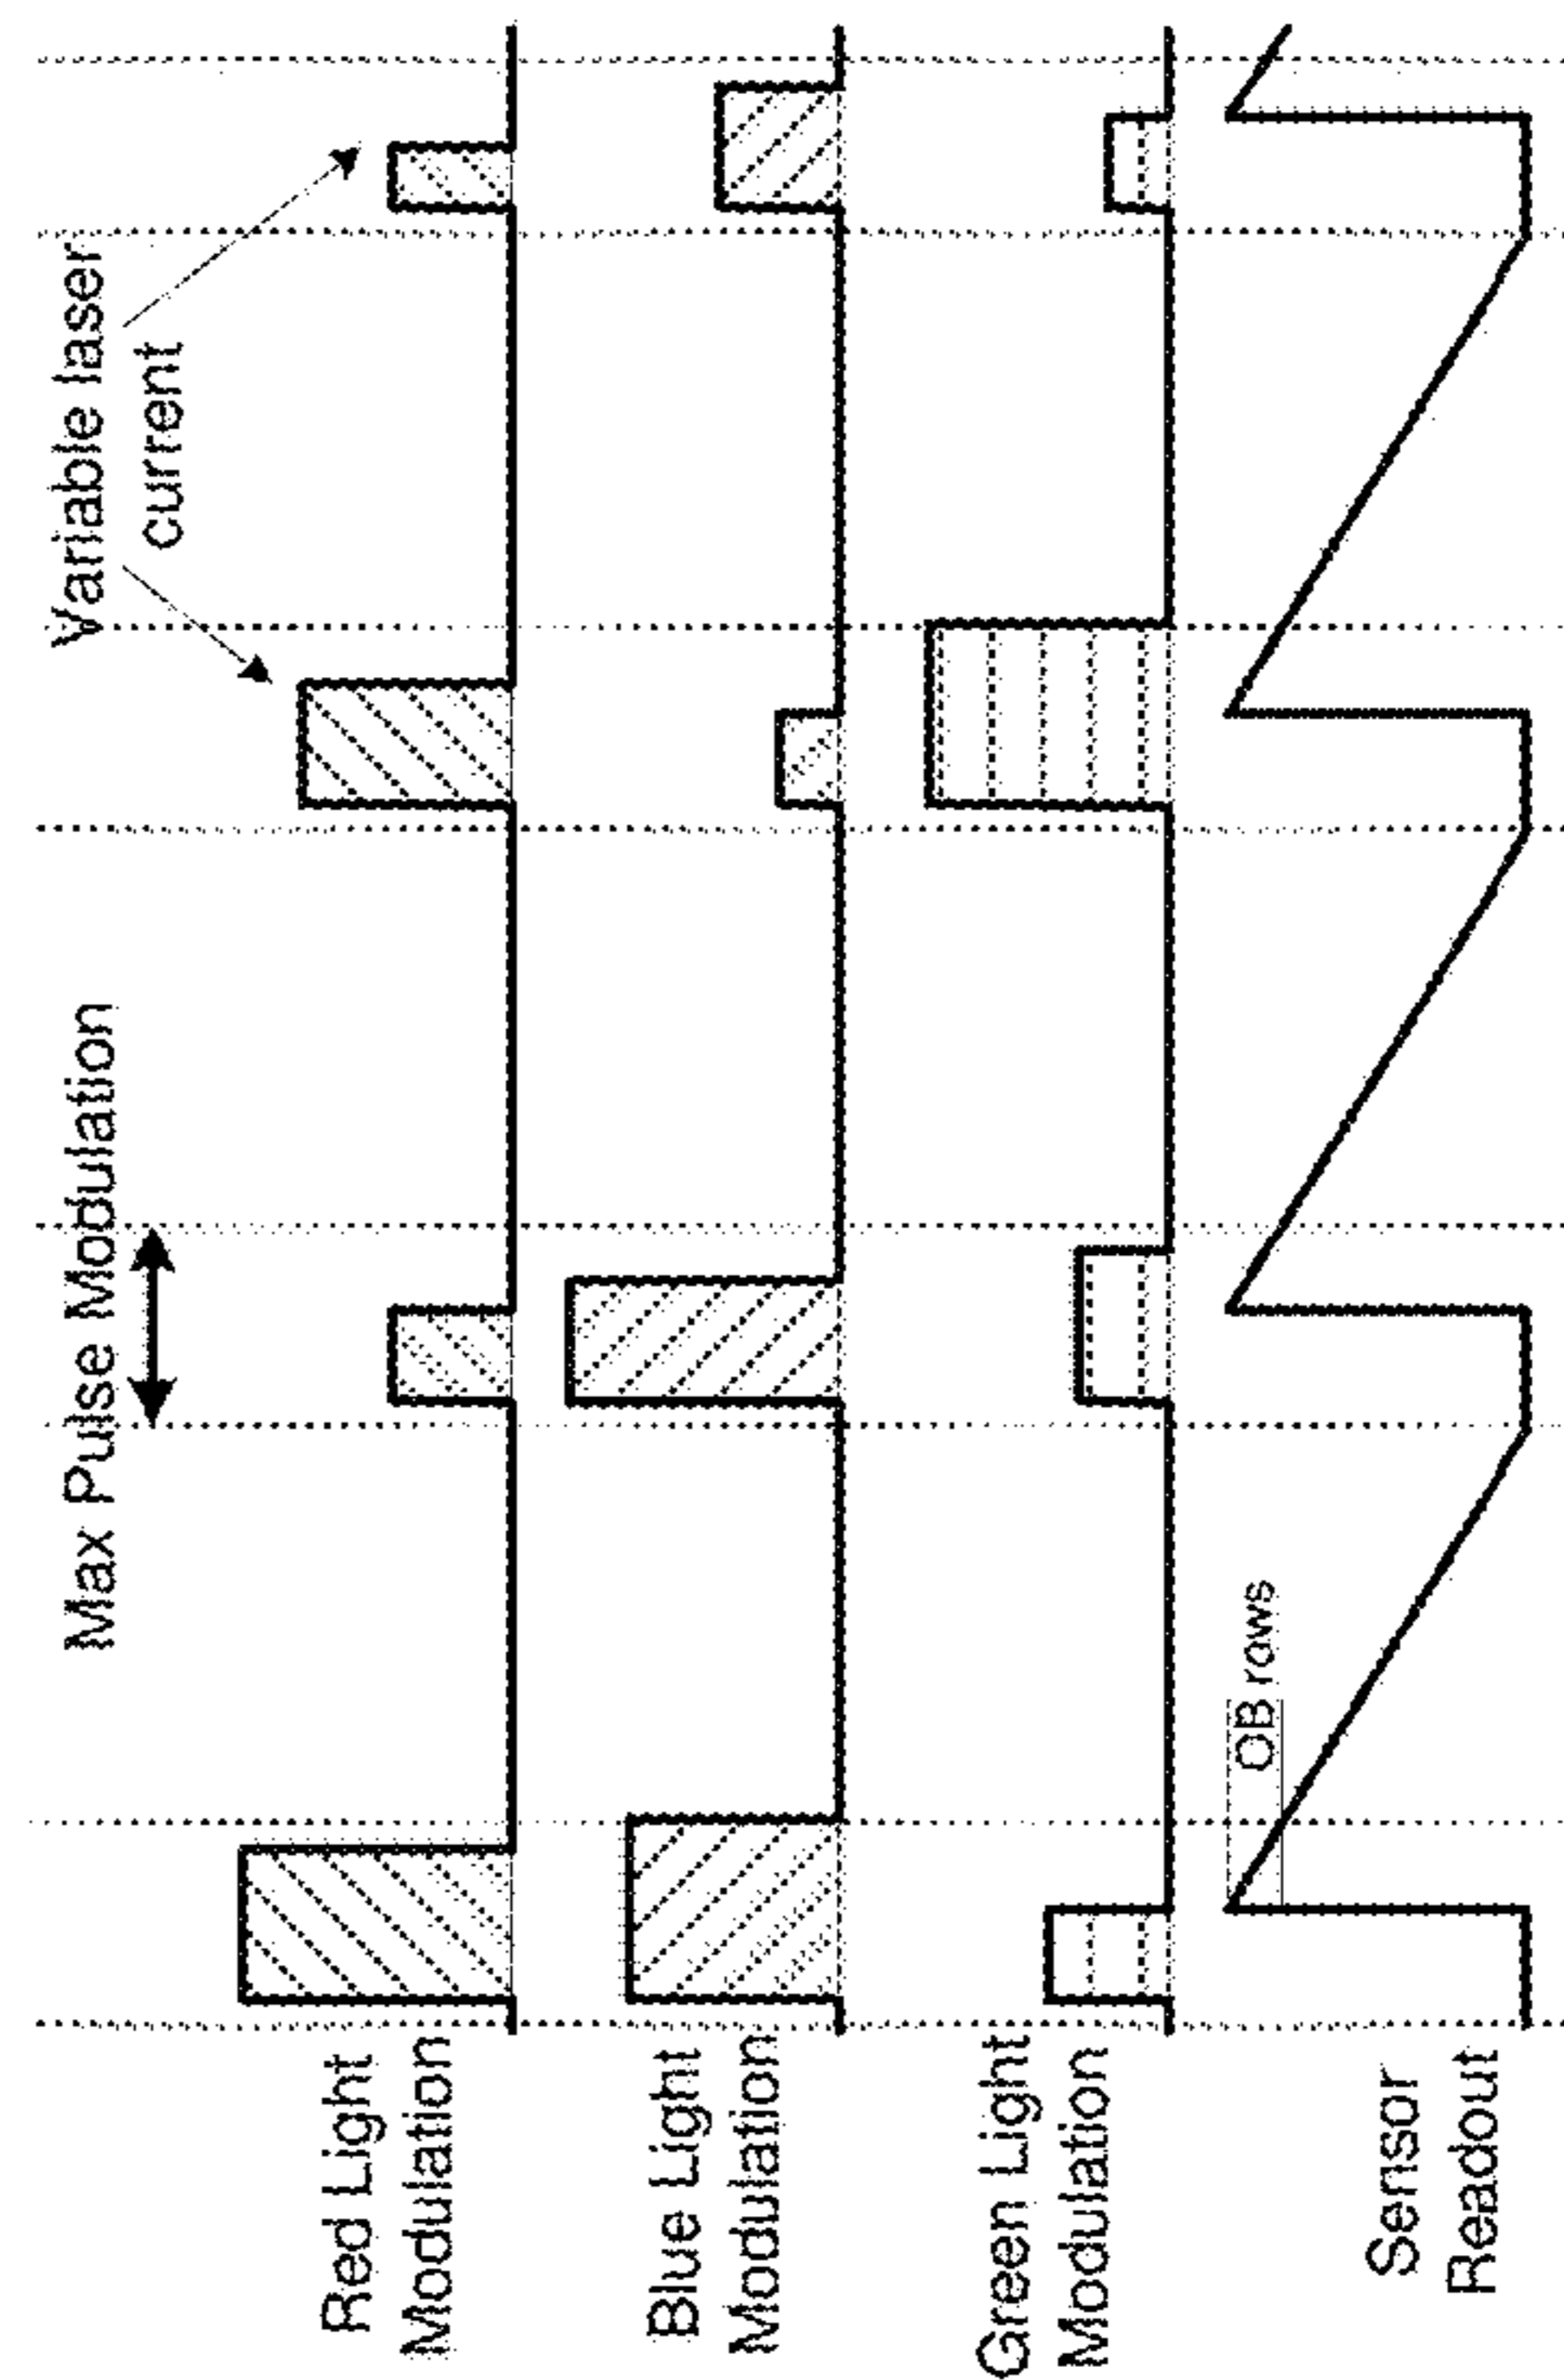 Max Pulse Modulation
Variable laser
current
Red Light
Modulation
Blue Light
Modulation
Green Light
Modulation
OB rows
Sensor
Readout